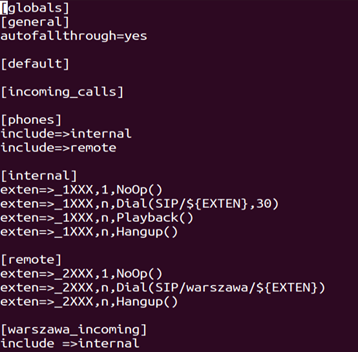 [globals]
[general]
autofallthrough=yes
[default]
[incoming_calls]
[phones]
include=>internal
include=>remote
[internal]
exten=>_1XXX,1,NoOp()
exten=>_1XXX,n,Dial(SIP/${EXTEN},30)
exten=>_1XXX,n,Playback()
exten=>_1XXX,n,Hangup()
[remote]
exten=>_2XXX,1,NoOp()
exten=>_2XXX,n,Dial(SIP/warszawa/${EXTEN})
exten=>_2XXX,n,Hangup()
[warszawa_incoming]
include =>internal